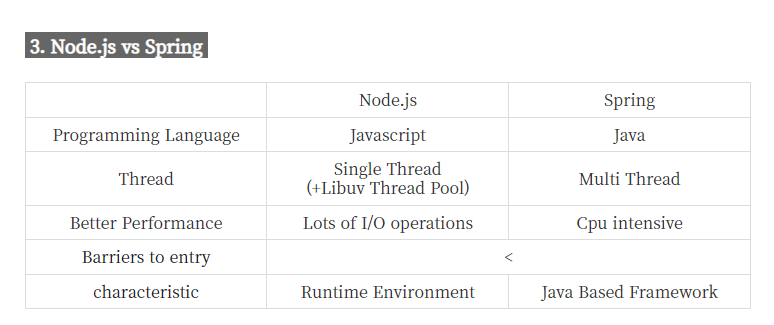 3. Node.js vs Spring
Node.js Spring
Programming Language Javascript Java
Thread Single Thread
(+Libuv Thread Pool) Multi Thread
Better Performance Lots of I/O operations Cpu intensive
Barriers to entry <
characteristic Runtime Environment Java Based Framework